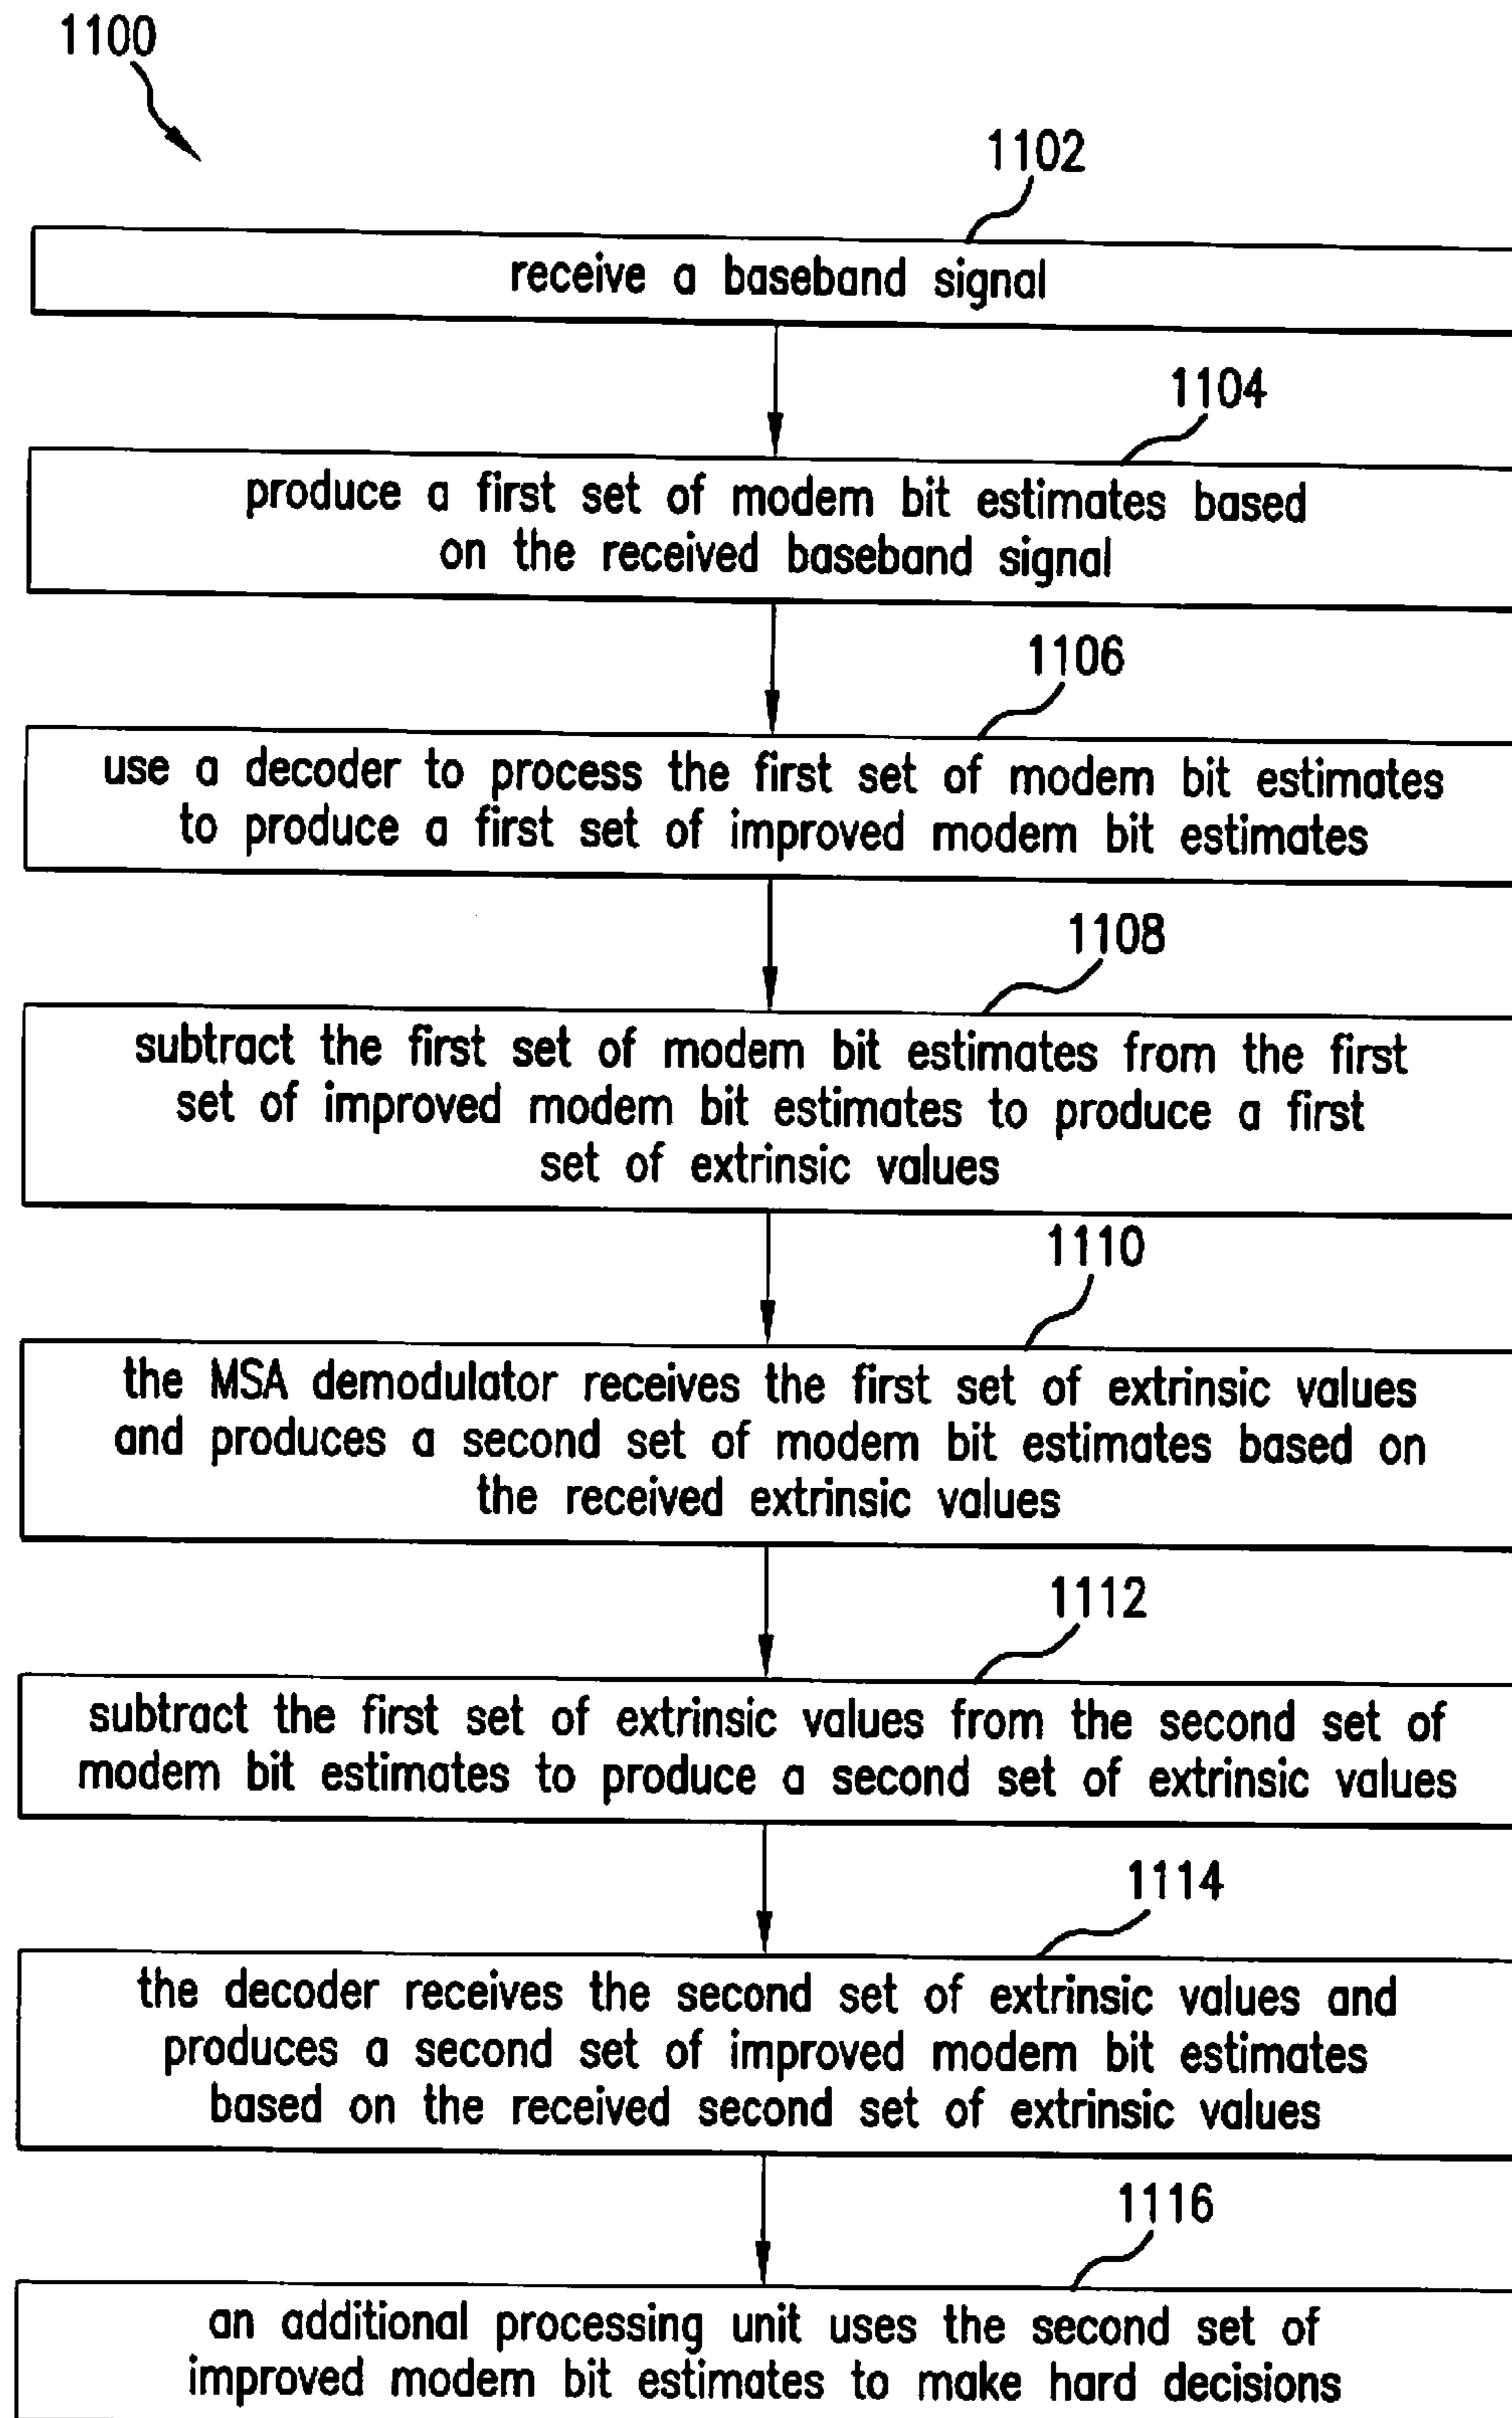 1100
1102
receive a baseband signal
1104
produce a first set of modem bit estimates based
on the received baseband signal
1106
use a decoder to process the first set of modem bit estimates
to produce a first set of improved modem bit estimates
1108
subtract the first set of modem bit estimates from the first
set of improved modem bit estimates to produce a first
set of extrinsic values
1110
the MSA demodulator receives the first set of extrinsic values
and produces a second set of modem bit estimates based on
the received extrinsic values
1112
subtract the first set of extrinsic values from the second set of
modem bit estimates to produce a second set of extrinsic values
1114
the decoder receives the second set of extrinsic values and
produces a second set of improved modem bit estimates
based on the received second set of extrinsic values
1116
an additional processing unit uses the second set of
improved modem bit estimates to make hard decisions